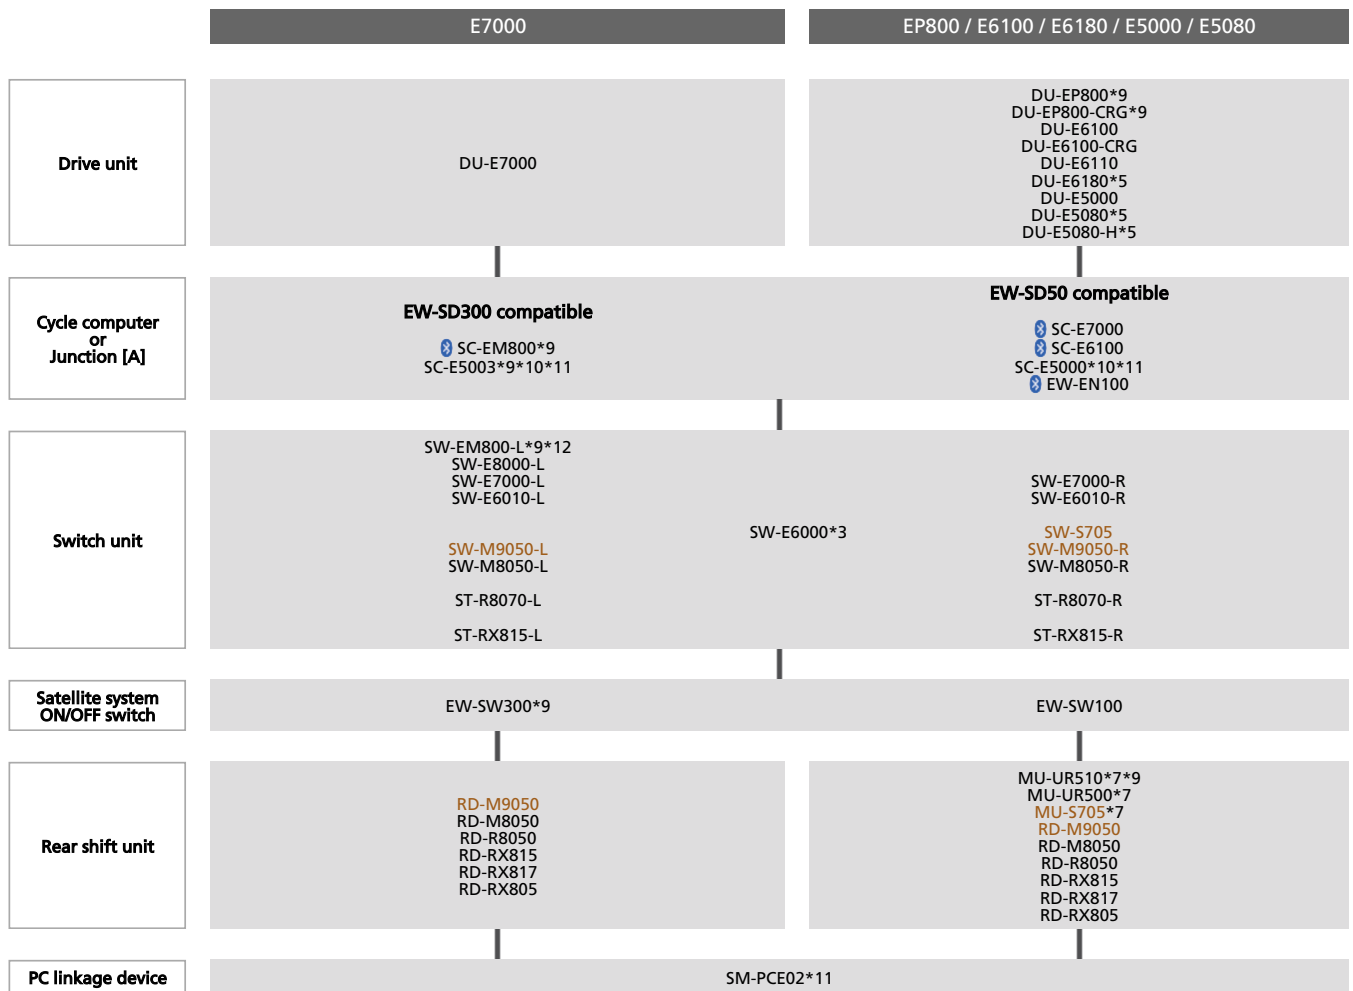 E7000
EP800 / E6100 / E6180 / E5000 / E5080
Drive unit
DU-E7000
DU-EP800*9
DU-EP800-CRG*9
DU-E6100
DU-E6100-CRG
DU-E6110
DU-E6180*5
DU-E5000
DU-E5080*5
DU-E5080-H*5
Cycle computer
or
Junction [A]
EW-SD300 compatible
SC-EM800*9
SC-E5003*9*10*11
EW-SD50 compatible
SC-E7000
SC-E6100
SC-E5000*10*11
EW-EN100
Switch unit
SW-EM800-L*9*12
SW-E8000-L
SW-E7000-L
SW-E6010-L
SW-M9050-L
SW-M8050-L
ST-R8070-L
ST-RX815-L
SW-E6000*3
SW-E7000-R
SW-E6010-R
SW-S705
SW-M9050-R
SW-M8050-R
ST-R8070-R
ST-RX815-R
Satellite system
ON/OFF switch
EW-SW300*9
EW-SW100
Rear shift unit
RD-M9050
RD-M8050
RD-R8050
RD-RX815
RD-RX817
RD-RX805
MU-UR510*7*9
MU-UR500*7
MU-S705*7
RD-M9050
RD-M8050
RD-R8050
RD-RX815
RD-RX817
RD-RX805
PC linkage device
SM-PCE02*11